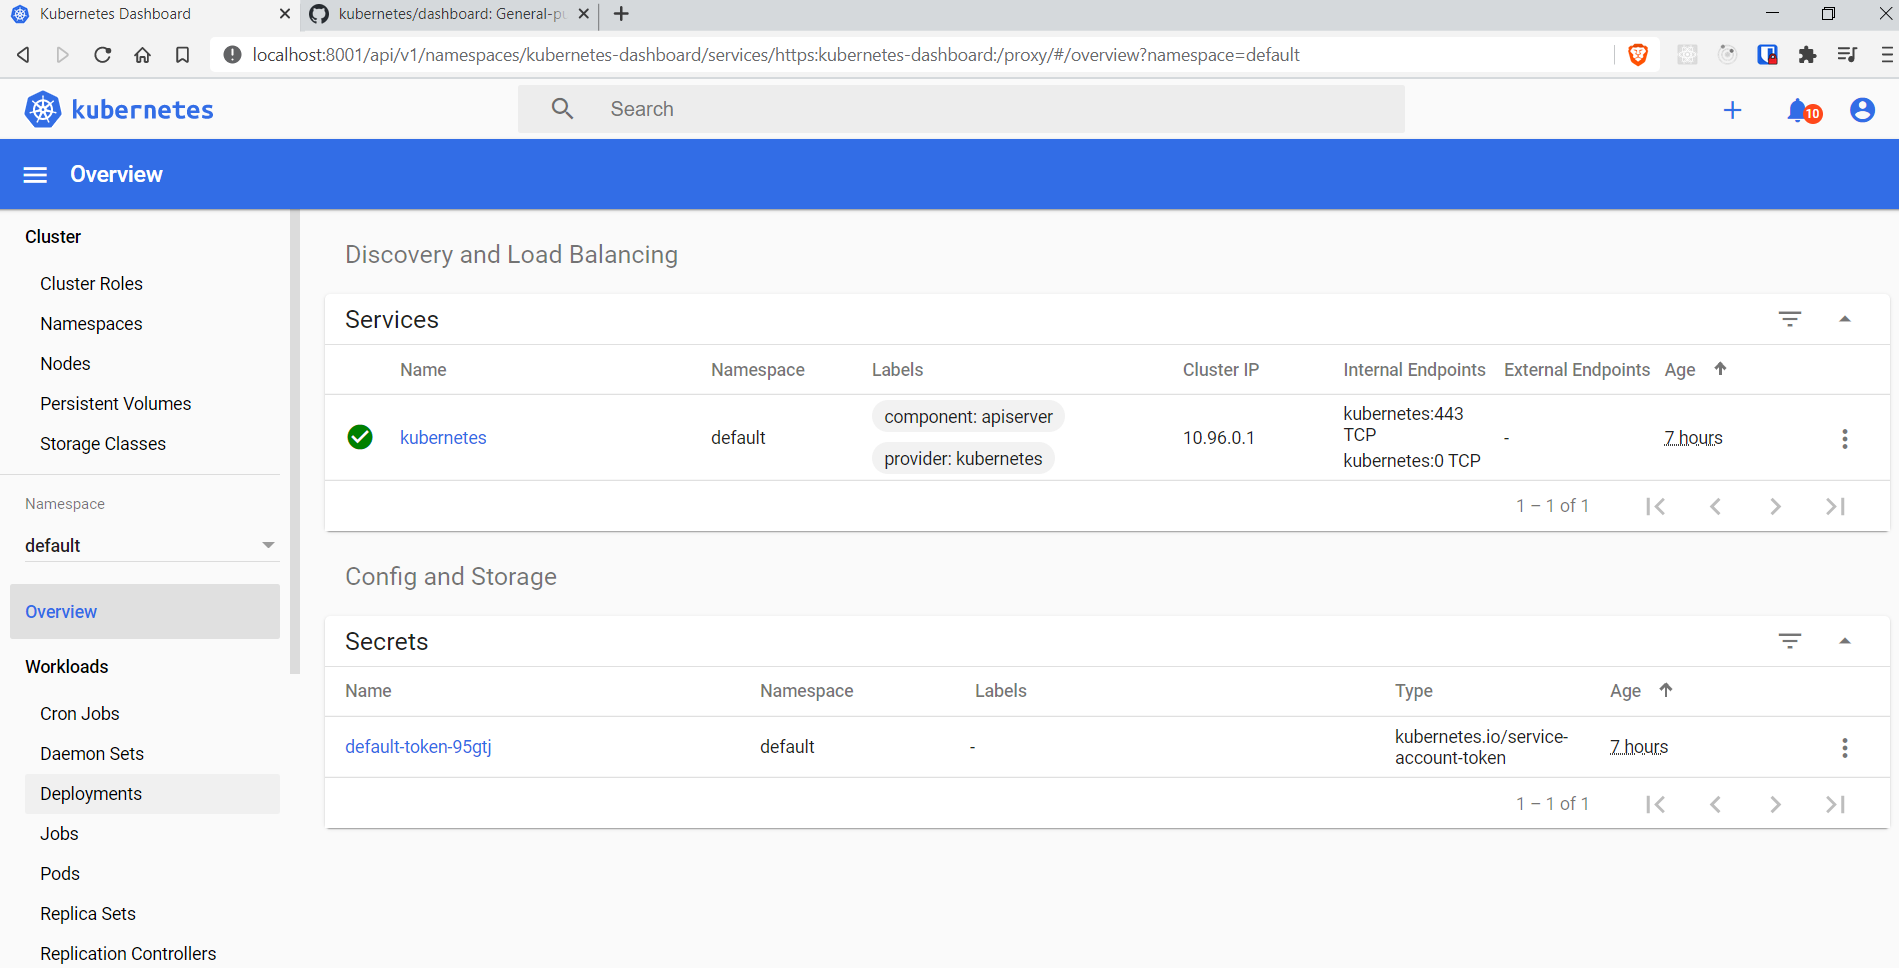 Kubernetes Dashboard
kubernetes/dashboard: General-pu
localhost:8001/api/v1/namespaces/kubernetes-dashboard/services/https:kubernetes-dashboard:/proxy/#/overview?namespace=default
kubernetes
Search
10
Overview
Cluster
Cluster Roles
Namespaces
Nodes
Persistent Volumes
Storage Classes
Namespace
default
Overview
Workloads
Cron Jobs
Daemon Sets
Deployments
Jobs
Pods
Replica Sets
Replication Controllers
Discovery and Load Balancing
Services
Name Namespace Labels Cluster IP Internal Endpoints External Endpoints Age
kubernetes default component: apiserver provider: kubernetes 10.96.0.1 kubernetes:443 TCP kubernetes:0 TCP - 7 hours
1 – 1 of 1
Config and Storage
Secrets
Name Namespace Labels Type Age
default-token-95gtj default - kubernetes.io/service-account-token 7 hours
1 – 1 of 1